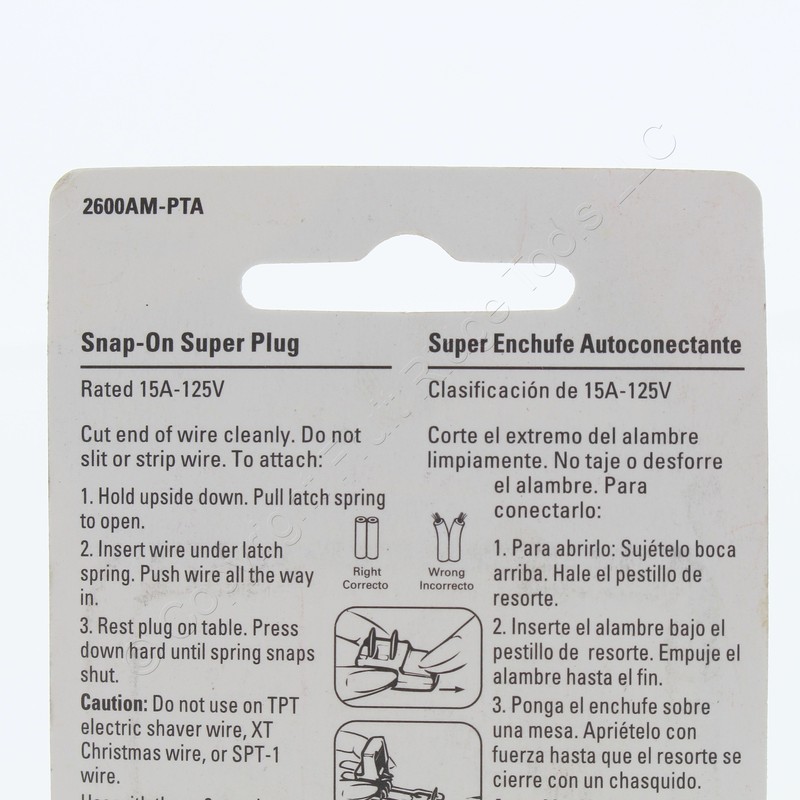 2600AM-PTA
Snap-On Super Plug
Rated 15A-125V
Cut end of wire cleanly. Do not
slit or strip wire. To attach:
1. Hold upside down. Pull latch spring
to open.
2. Insert wire under latch
spring. Push wire all the way
in.
3. Rest plug on table. Press
down hard until spring snaps
shut.
Caution: Do not use on TPT
electric shaver wire, XT
Christmas wire, or SPT-1
wire.
Right
Correcto
Wrong
Incorrecto
Super Enchufe Autoconectante
Clasificación de 15A-125V
Corte el extremo del alambre
limpiamente. No taje o desforre
el alambre. Para
conectarlo:
1. Para abrirlo: Sujételo boca
arriba. Hale el pestillo de
resorte.
2. Inserte el alambre bajo el
pestillo de resorte. Empuje el
alambre hasta el fin.
3. Ponga el enchufe sobre
una mesa. Apriételo con
fuerza hasta que el resorte se
cierre con un chasquido.